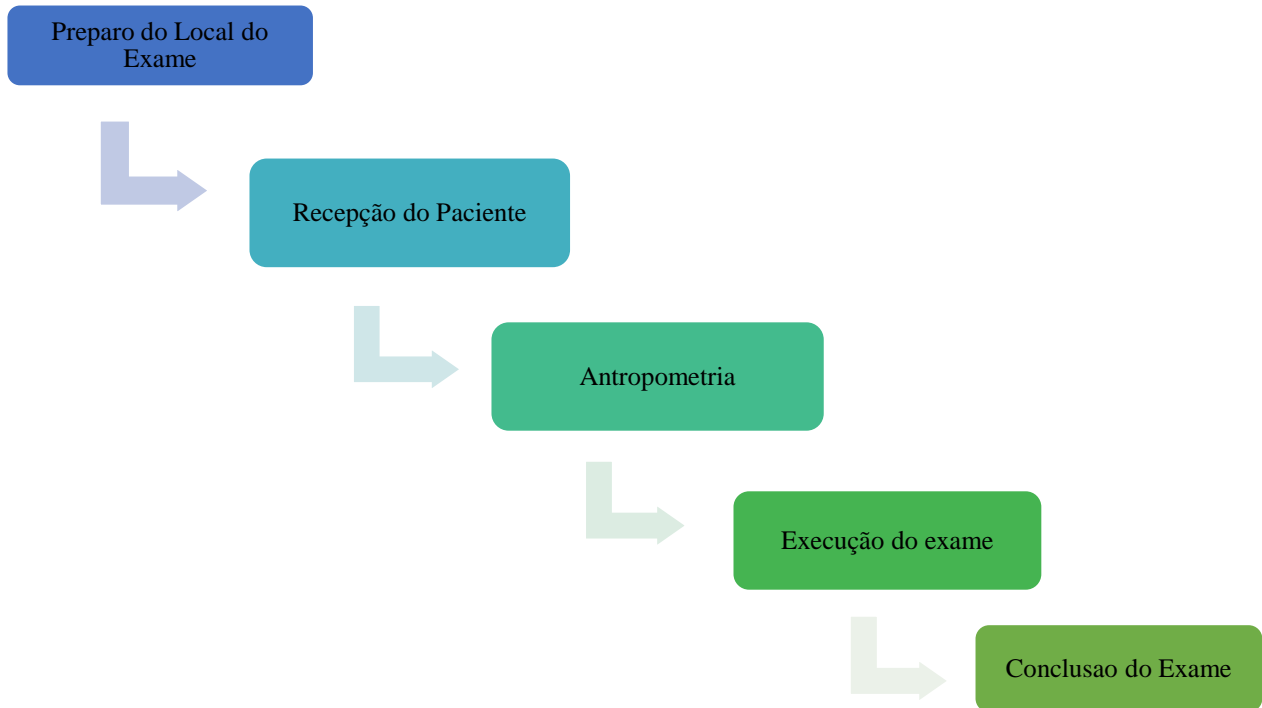 Preparo do Local do
Exame
Recepção do Paciente
Antropometria
Execução do exame
Conclusao do Exame